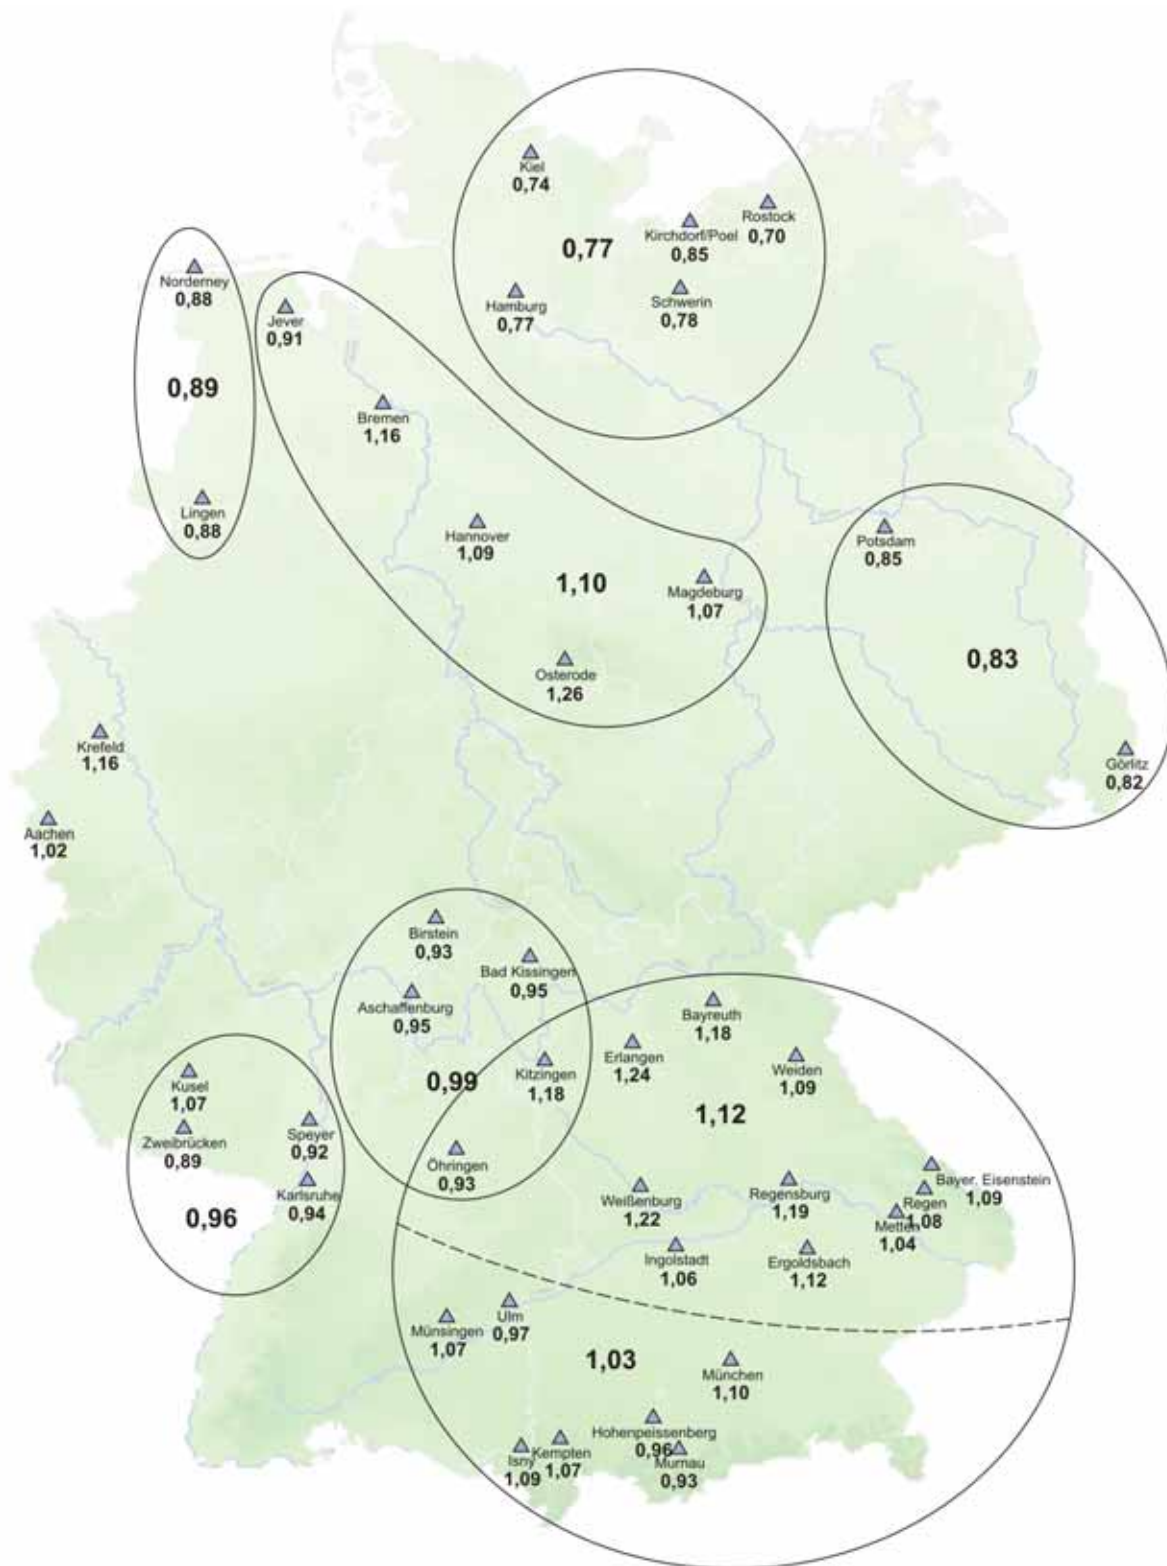 Kiel
0,74
Rostock
0,70
Kirchdorf/Poel
0,85
0,77
Hamburg
0,77
Schwerin
0,78
Norderney
0,88
Jever
0,91
0,89
Bremen
1,16
Lingen
0,88
Hannover
1,09
Potsdam
0,85
1,10
Magdeburg
1,07
Osterode
1,26
0,83
Krefeld
1,16
Görlitz
0,82
Aachen
1,02
Birstein
0,93
Bad Kissingen
0,95
Aschaffenburg
0,95
Bayreuth
1,18
Erlangen
1,24
Weiden
1,09
Kitzingen
1,18
0,99
1,12
Kusel
1,07
Zweibrücken
0,89
Speyer
0,92
Öhringen
0,93
Karlsruhe
0,94
0,96
Weißenburg
1,22
Regensburg
1,19
Bayer. Eisenstein
1,09
Regen
1,08
Metten
1,04
Ingolstadt
1,06
Ergoldsbach
1,12
Ulm
0,97
Münsingen
1,07
1,03
München
1,10
Hohenpeissenberg
0,96
Murnau
0,93
Kempten
1,07
Isny
1,09